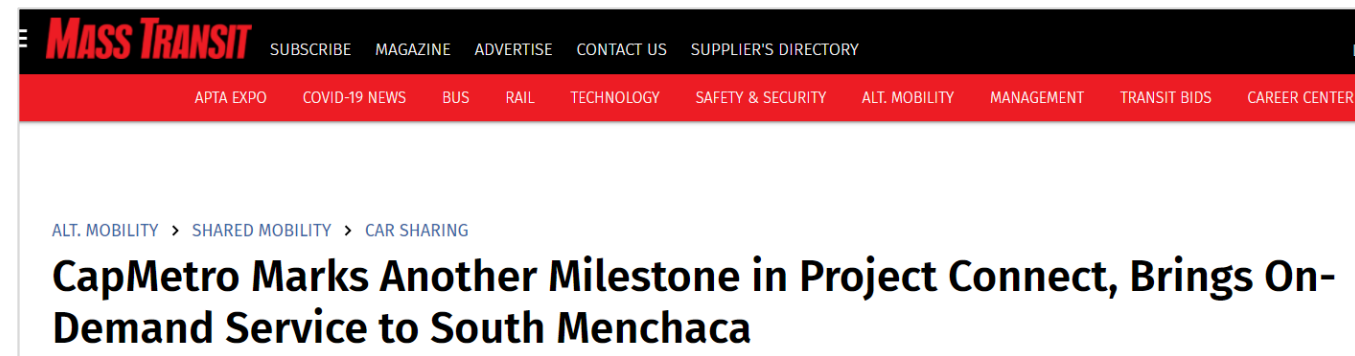 MASS TRANSIT SUBSCRIBE MAGAZINE ADVERTISE CONTACT US SUPPLIER'S DIRECTORY
APTA EXPO COVID-19 NEWS BUS RAIL TECHNOLOGY SAFETY & SECURITY ALT. MOBILITY MANAGEMENT TRANSIT BIDS CAREER CENTER
ALT. MOBILITY > SHARED MOBILITY > CAR SHARING
CapMetro Marks Another Milestone in Project Connect, Brings On-
Demand Service to South Menchaca